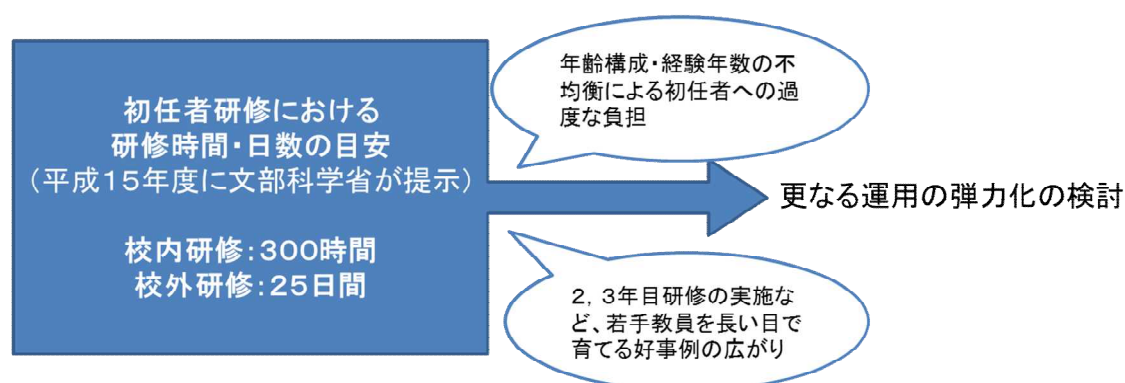 初任者研修における
研修時間・日数の目安
（平成１５年度に文部科学省が提示）
校内研修：３００時間
校外研修：２５日間
年齢構成・経験年数の不
均衡による初任者への過
度な負担
更なる運用の弾力化の検討
２，３年目研修の実施な
ど、若手教員を長い目で
育てる好事例の広がり